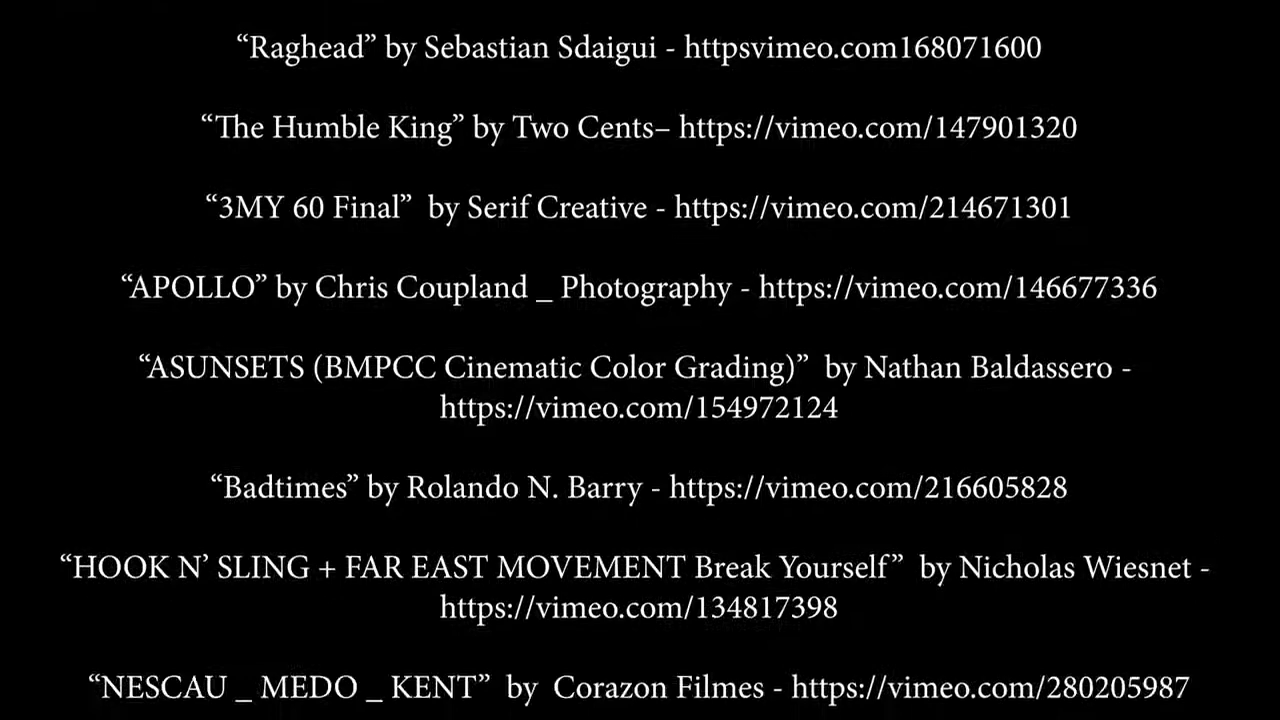 “Raghead” by Sebastian Sdaigui - httpsvimeo.com168071600
“The Humble King” by Two Cents– https://vimeo.com/147901320
“3MY 60 Final”  by Serif Creative - https://vimeo.com/214671301
“APOLLO” by Chris Coupland _ Photography - https://vimeo.com/146677336
“ASUNSETS (BMPCC Cinematic Color Grading)”  by Nathan Baldassero -
https://vimeo.com/154972124
“Badtimes” by Rolando N. Barry - https://vimeo.com/216605828
“HOOK N’ SLING + FAR EAST MOVEMENT Break Yourself”  by Nicholas Wiesnet -
https://vimeo.com/134817398
“NESCAU _ MEDO _ KENT”  by  Corazon Filmes - https://vimeo.com/280205987